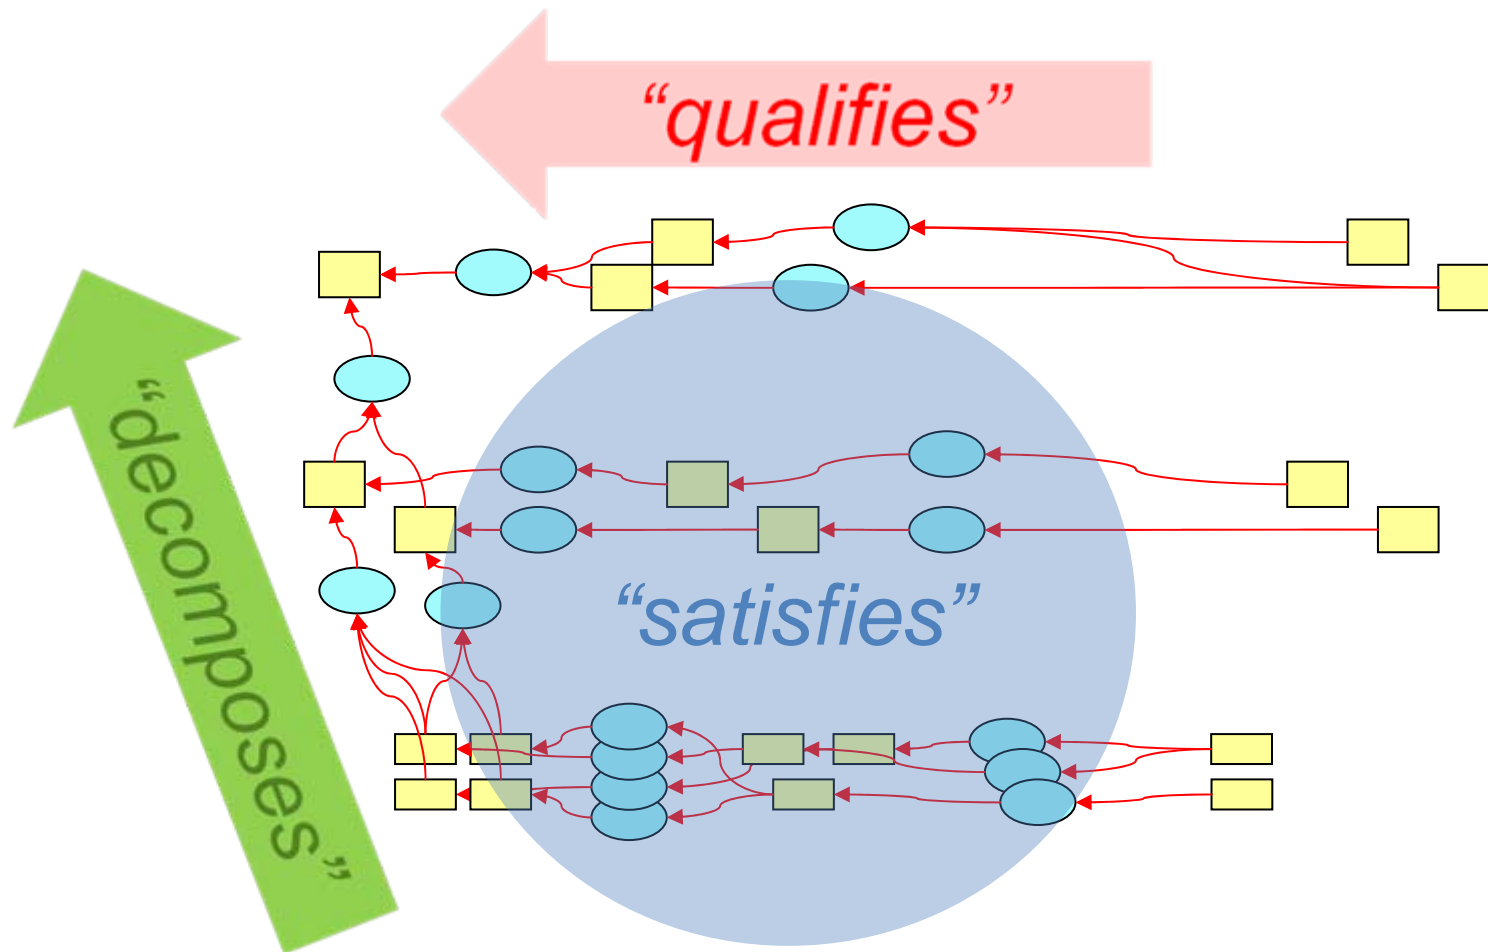 “qualifies”
“decomposes”
“satisfies”